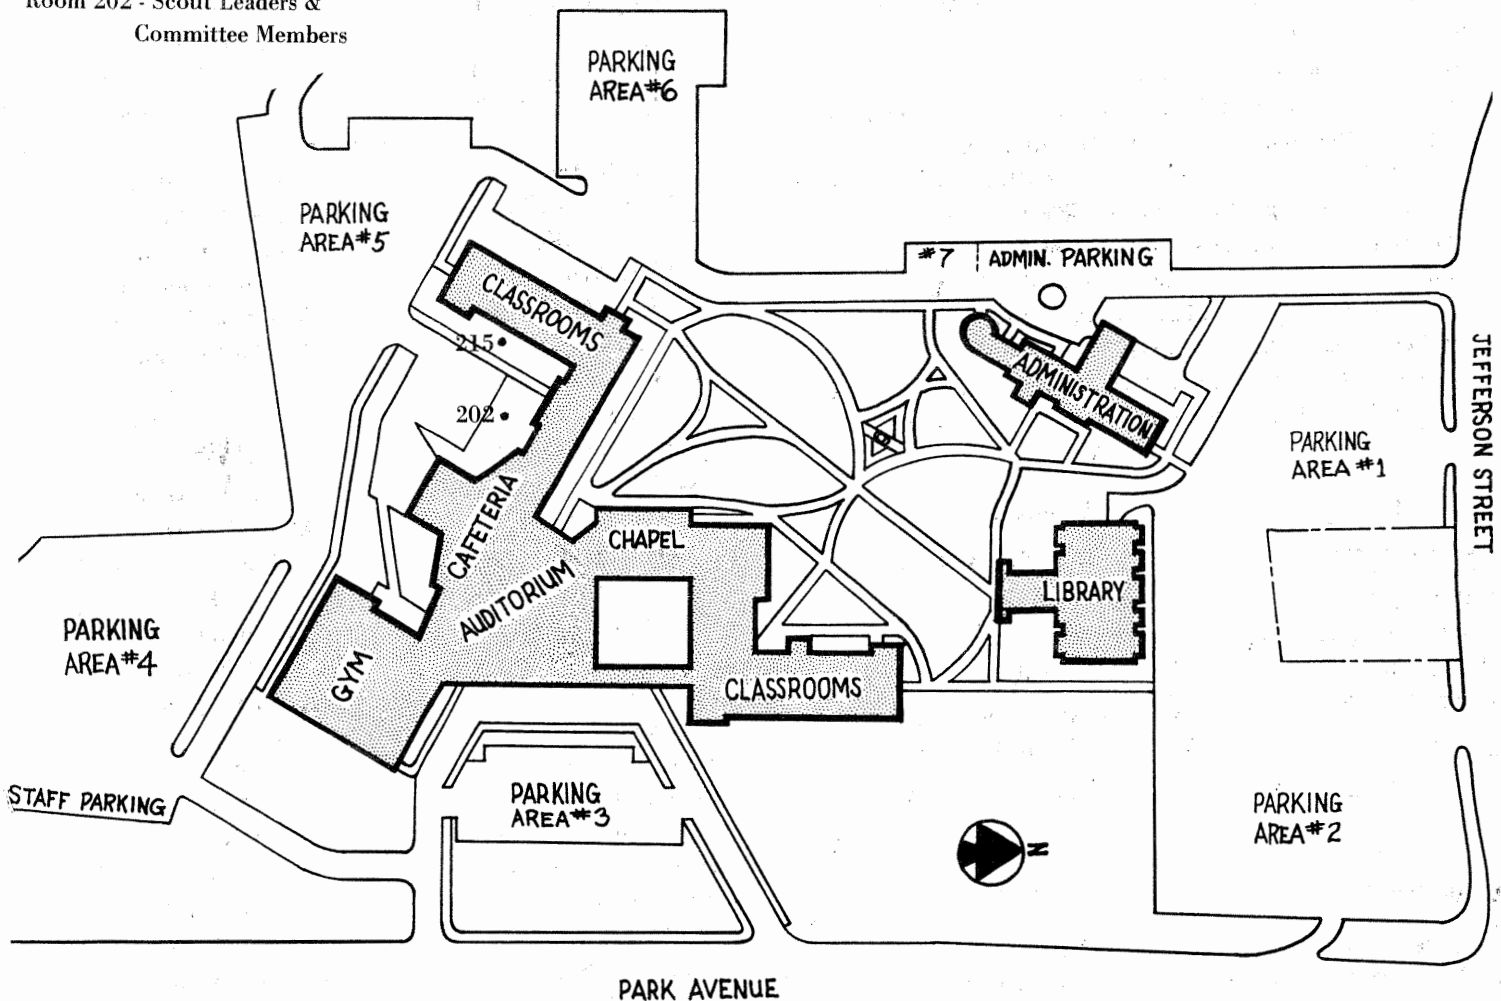 Room 202 - Scout Leaders &
Committee Members
PARKING
AREA #6
PARKING
AREA #5
#7
ADMIN. PARKING
CLASSROOMS
215
202
ADMINISTRATION
JEFFERSON STREET
PARKING
AREA #1
CAFETERIA
CHAPEL
AUDITORIUM
LIBRARY
PARKING
AREA #4
GYM
CLASSROOMS
STAFF PARKING
PARKING
AREA #3
PARKING
AREA #2
N
PARK AVENUE